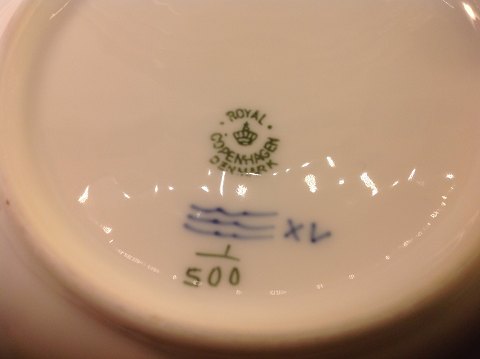 ROYAL
COPENHAGEN
DENMARK
XV
1
500